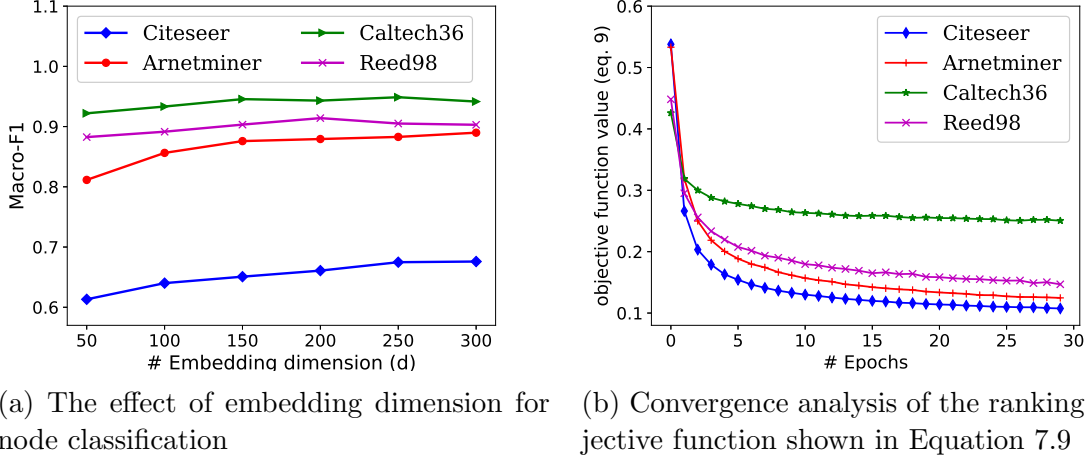 1.1
1.0
0.9
0.8
0.7
0.6
Macro-F1
Citeseer
Arnetminer
Caltech36
Reed98
50 100 150 200 250 300
# Embedding dimension (d)
0.6
0.5
0.4
0.3
0.2
0.1
objective function value (eq. 9)
Citeseer
Arnetminer
Caltech36
Reed98
0 5 10 15 20 25 30
# Epochs
(a) The effect of embedding dimension for
node classification
(b) Convergence analysis of the ranking
jective function shown in Equation 7.9